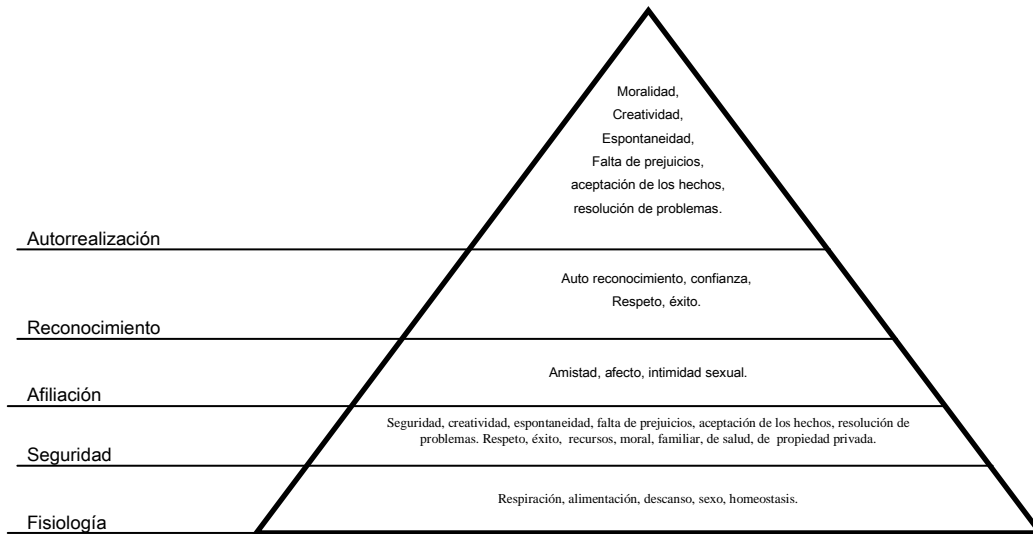 Moralidad,
Creatividad,
Espontaneidad,
Falta de prejuicios,
aceptación de los hechos,
resolución de problemas.
Autorrealización
Auto reconocimiento, confianza,
Respeto, éxito.
Reconocimiento
Amistad, afecto, intimidad sexual.
Afiliación
Seguridad, creatividad, espontaneidad, falta de prejuicios, aceptación de los hechos, resolución de
problemas. Respeto, éxito, recursos, moral, familiar, de salud, de propiedad privada.
Seguridad
Respiración, alimentación, descanso, sexo, homeostasis.
Fisiología